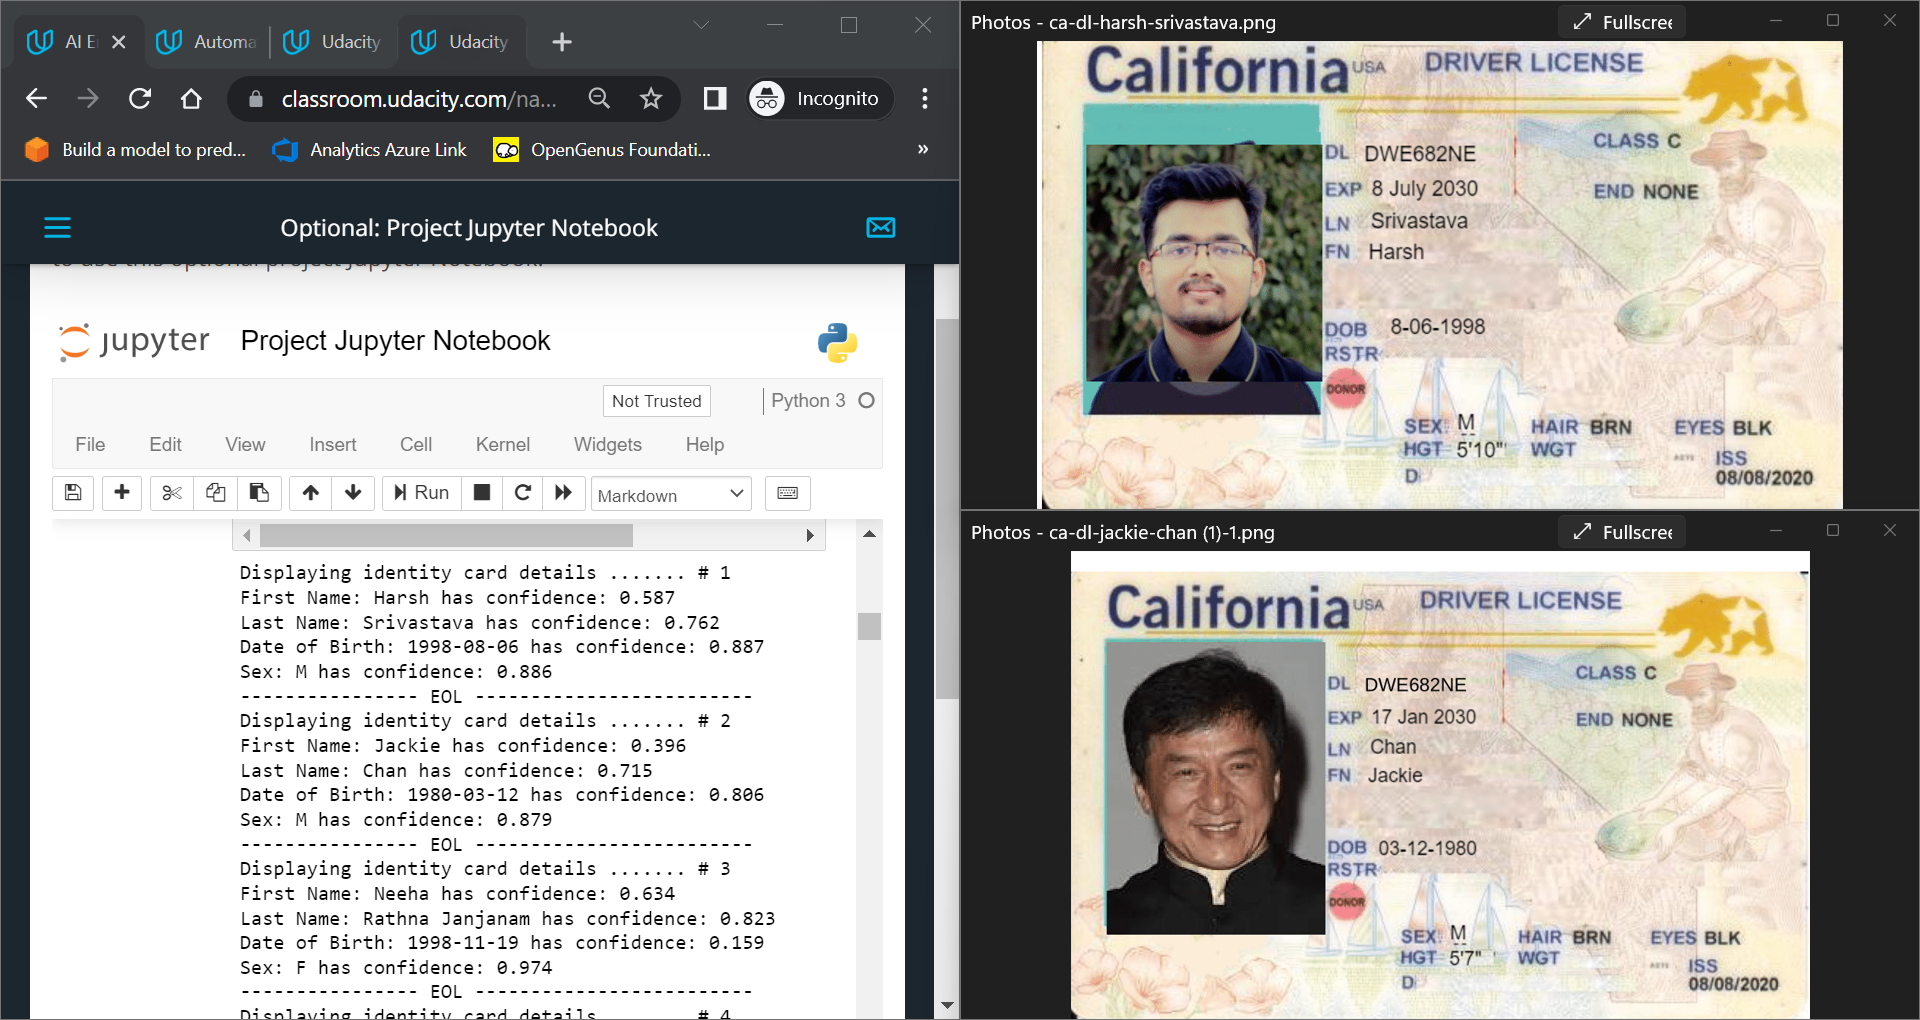 AI E
Automa
Udacity
Udacity
classroom.udacity.com/na...
Incognito
Build a model to pred...
Analytics Azure Link
OpenGenus Foundati...
»
Optional: Project Jupyter Notebook
to use this optional project Jupyter Notebook.
jupyter
Project Jupyter Notebook
Not Trusted
Python 3
File Edit View Insert Cell Kernel Widgets Help
Run
Markdown
Displaying identity card details ....... # 1
First Name: Harsh has confidence: 0.587
Last Name: Srivastava has confidence: 0.762
Date of Birth: 1998-08-06 has confidence: 0.887
Sex: M has confidence: 0.886
---------------- EOL -------------------------
Displaying identity card details ....... # 2
First Name: Jackie has confidence: 0.396
Last Name: Chan has confidence: 0.715
Date of Birth: 1980-03-12 has confidence: 0.806
Sex: M has confidence: 0.879
---------------- EOL -------------------------
Displaying identity card details ....... # 3
First Name: Neeha has confidence: 0.634
Last Name: Rathna Janjanam has confidence: 0.823
Date of Birth: 1998-11-19 has confidence: 0.159
Sex: F has confidence: 0.974
---------------- EOL -------------------------
Displaying identity card details ....... # 4
Photos - ca-dl-harsh-srivastava.png
Fullscree
California USA DRIVER LICENSE
CLASS C
DL DWE682NE
EXP 8 July 2030
END NONE
LN Srivastava
FN Harsh
DOB 8-06-1998
RSTR
DONOR
SEX M HAIR BRN EYES BLK
HGT 5'10" WGT
ISS
D
08/08/2020
Photos - ca-dl-jackie-chan (1)-1.png
Fullscree
California USA DRIVER LICENSE
CLASS C
DL DWE682NE
EXP 17 Jan 2030
END NONE
LN Chan
FN Jackie
DOB 03-12-1980
RSTR
DONOR
SEX M HAIR BRN EYES BLK
HGT 5'7" WGT
ISS
D
08/08/2020